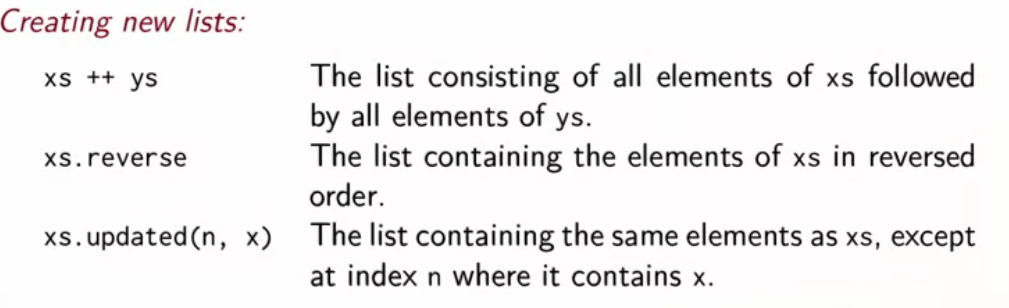 Creating new lists:
xs ++ ys The list consisting of all elements of xs followed
by all elements of ys.
xs.reverse The list containing the elements of xs in reversed
order.
xs.updated(n, x) The list containing the same elements as xs, except
at index n where it contains x.